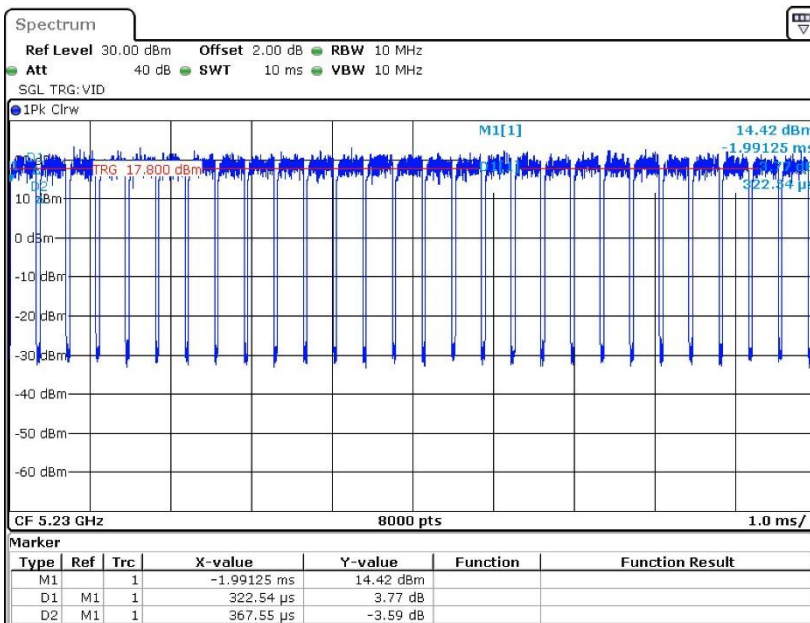 Spectrum
Ref Level 30.00 dBm Offset 2.00 dB RBW 10 MHz
Att 40 dB SWT 10 ms VBW 10 MHz
SGL TRG: VID
1Pk Clrw
M1[1] 14.42 dBm
-1.99125 ms
TRG 17.800 dBm
D2
322.54 µs
10 dBm
0 dBm
-10 dBm
-20 dBm
-30 dBm
-40 dBm
-50 dBm
-60 dBm
CF 5.23 GHz 8000 pts 1.0 ms/
Marker
Type Ref Trc X-value Y-value Function Function Result
M1 1 -1.99125 ms 14.42 dBm
D1 M1 1 322.54 µs 3.77 dB
D2 M1 1 367.55 µs -3.59 dB